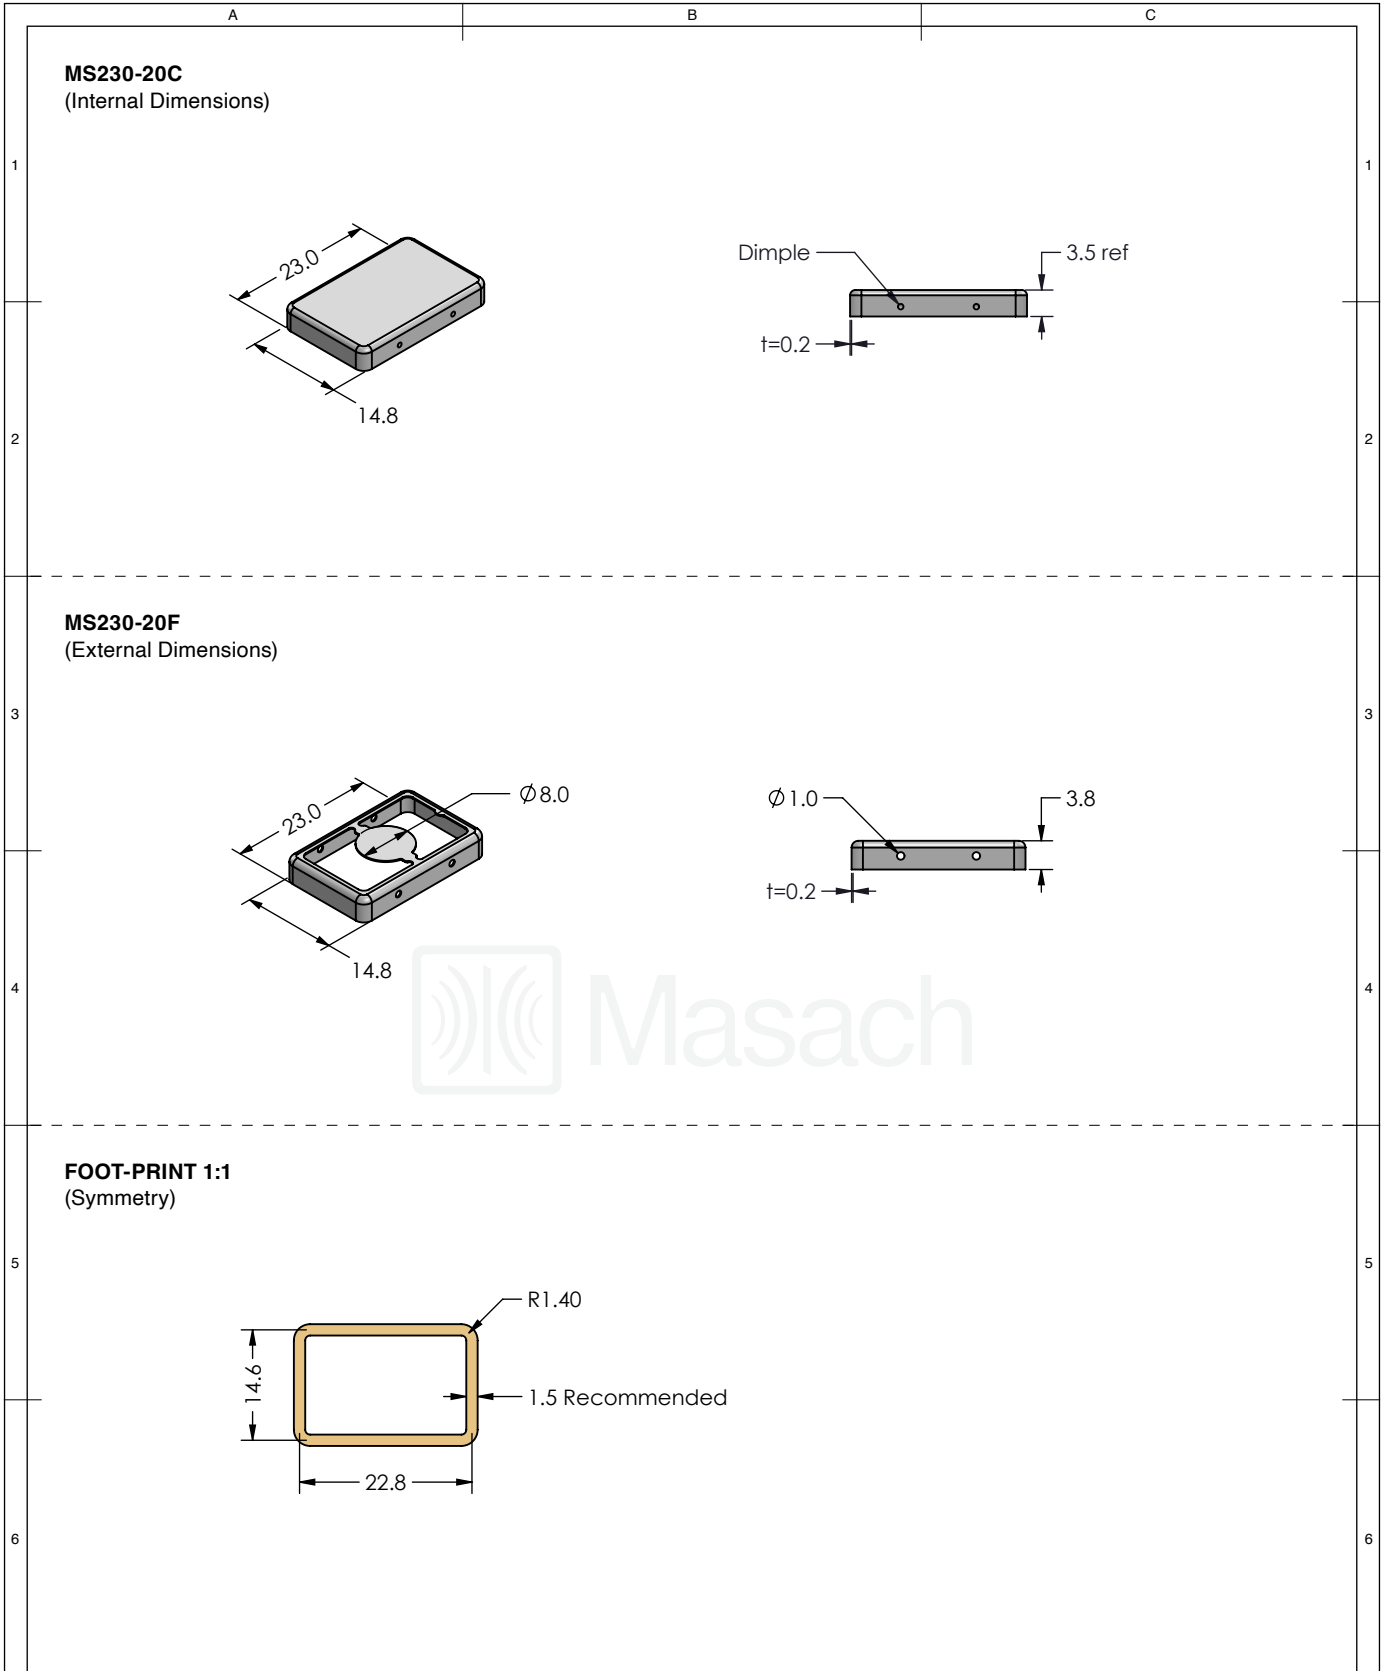 A B C
MS230-20C
(Internal Dimensions)
1 1
23.0
14.8
Dimple
3.5 ref
t=0.2
2 2
MS230-20F
(External Dimensions)
3 3
23.0
Ø8.0
14.8
Ø1.0
3.8
t=0.2
Masach
4 4
FOOT-PRINT 1:1
(Symmetry)
5 5
R1.40
14.6
1.5 Recommended
22.8
6 6